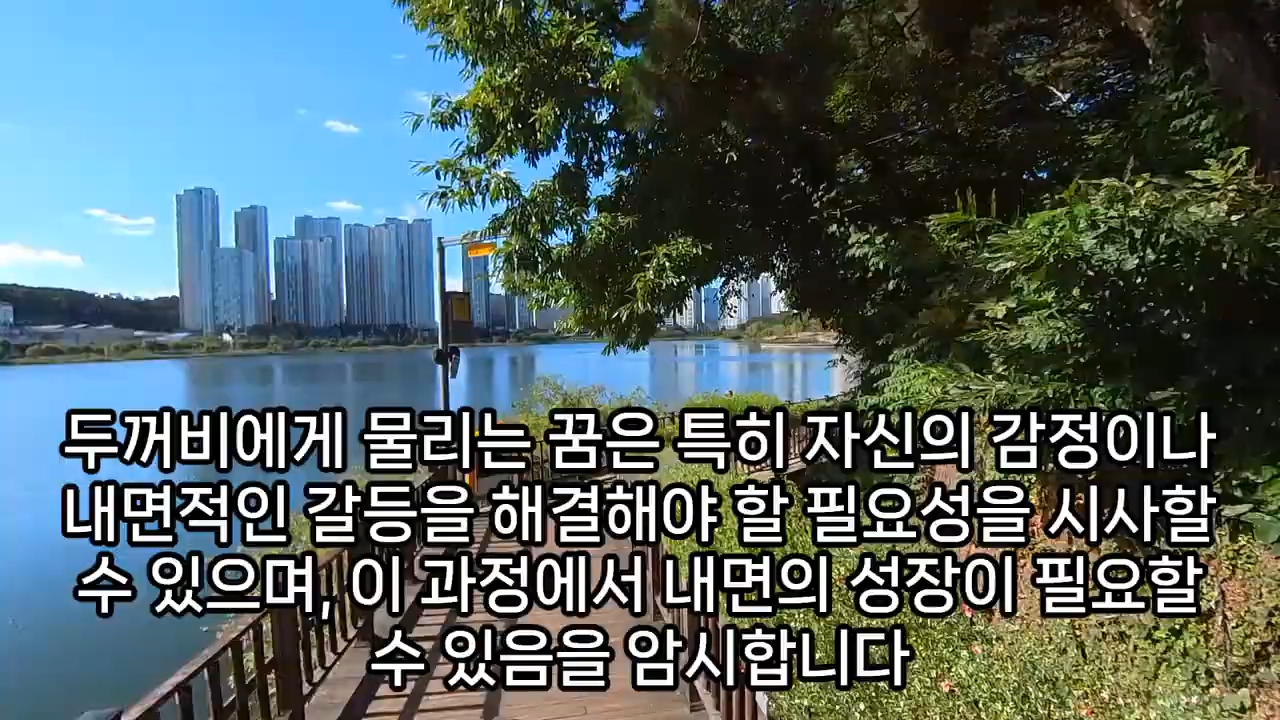 두꺼비에게 물리는 꿈은 특히 자신의 감정이나
내면적인 갈등을 해결해야 할 필요성을 시사할
수 있으며, 이 과정에서 내면의 성장이 필요할
수 있음을 암시합니다